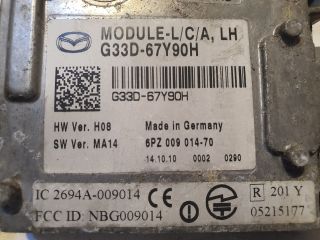 MODULE-L/C/A, LH
G33D-67Y90H
G33D-67Y90H
HW Ver. H08 Made in Germany
SW Ver. MA14 6PZ 009 014-70
14.10.10 0002 0290
IC 2694A-009014 CE R 201 Y
FCC ID: NBG009014 05215177